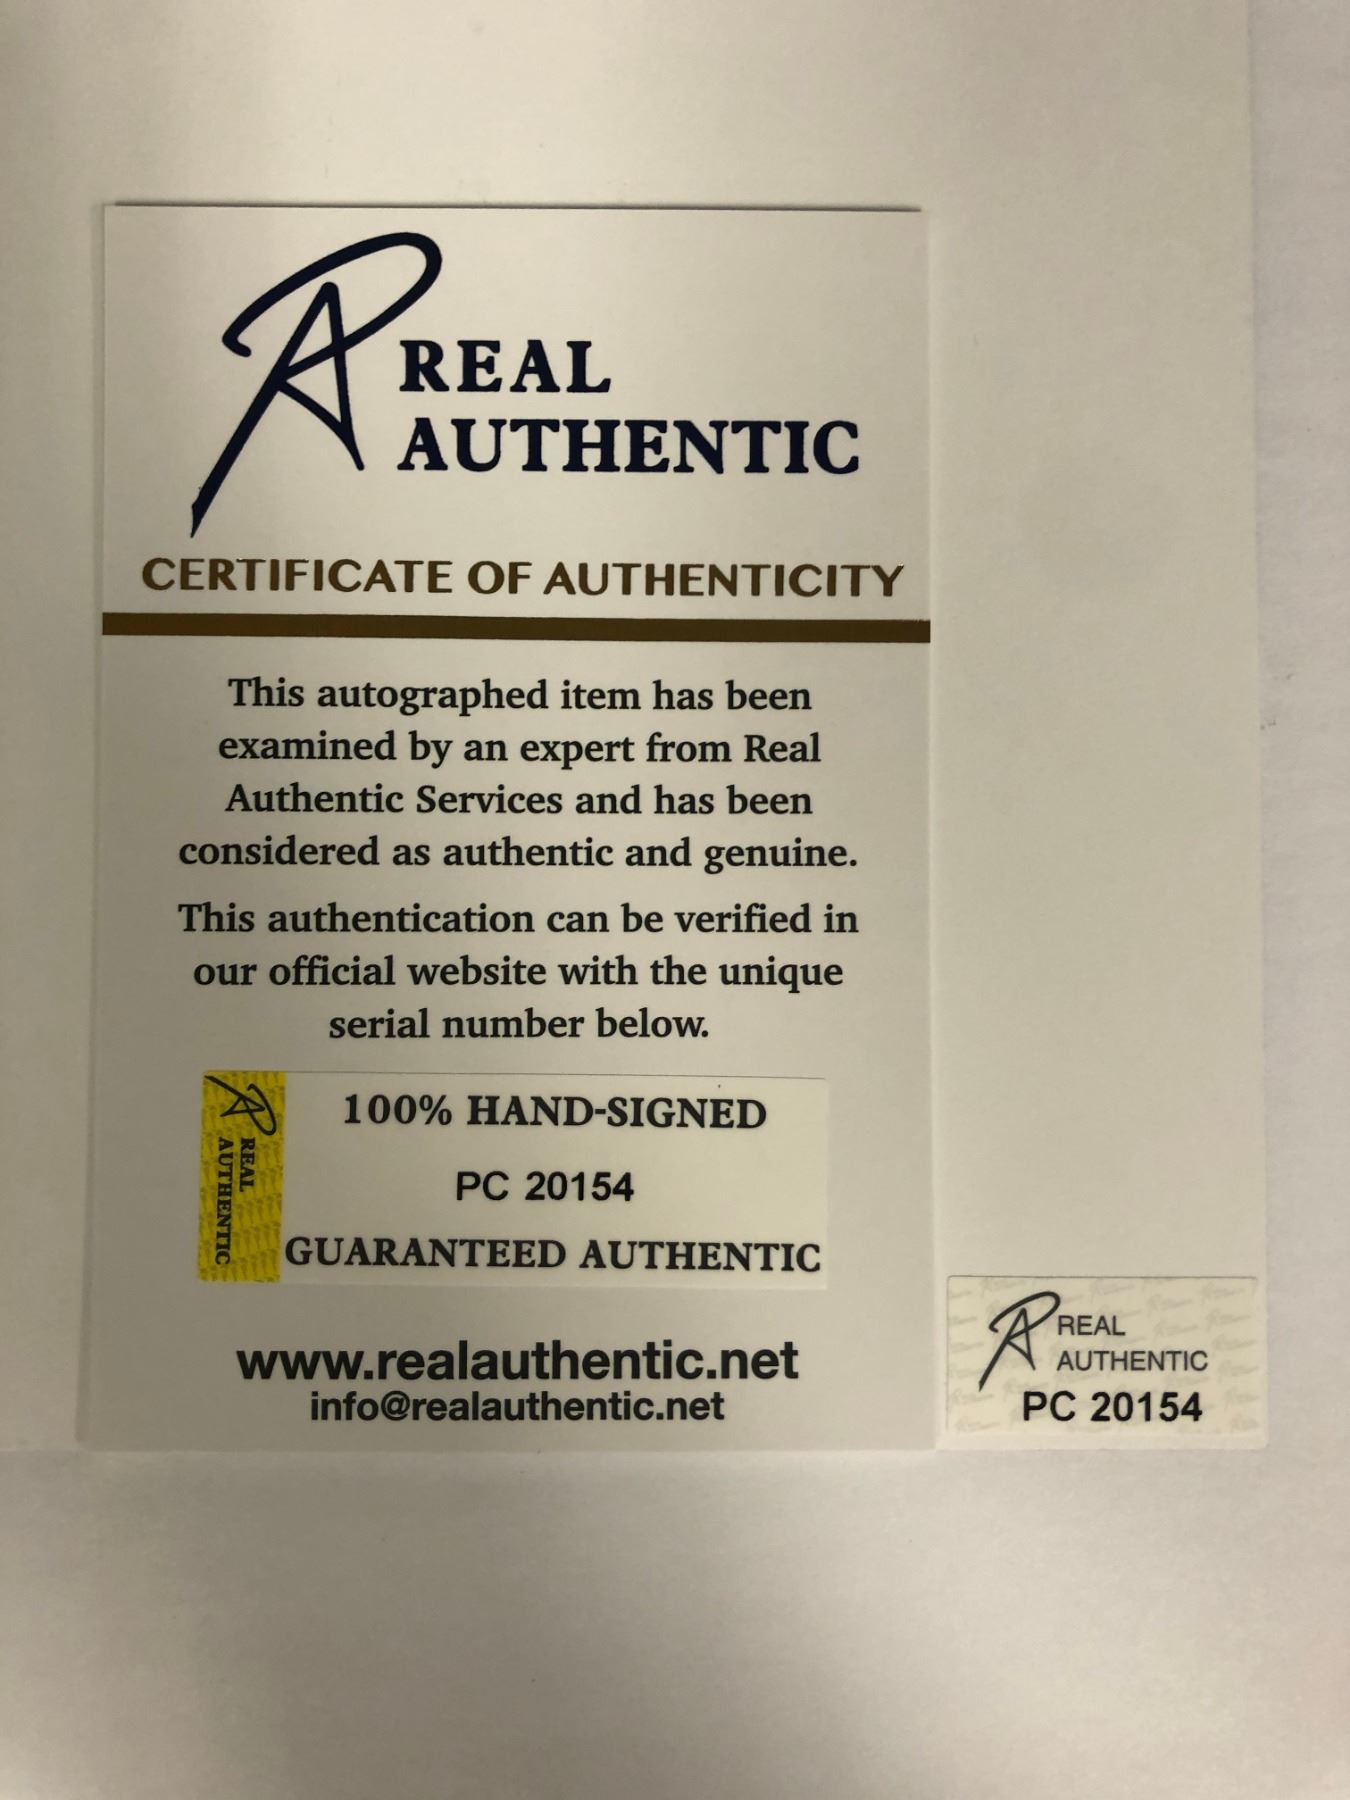 REAL
AUTHENTIC
CERTIFICATE OF AUTHENTICITY
This autographed item has been
examined by an expert from Real
Authentic Services and has been
considered as authentic and genuine.
This authentication can be verified in
our official website with the unique
serial number below.
REAL
AUTHENTIC
100% HAND-SIGNED
PC 20154
GUARANTEED AUTHENTIC
www.realauthentic.net
info@realauthentic.net
REAL
AUTHENTIC
PC 20154